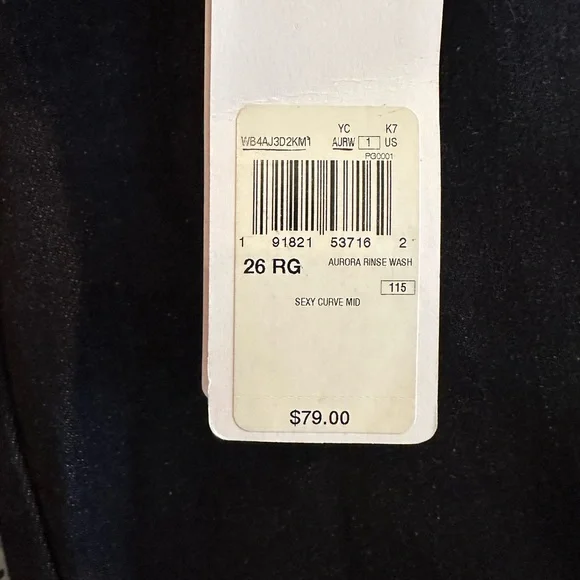 YC K7
WB4AJ3D2KM1 AURW 1 US
PG0001
1 91821 53716 2
26 RG AURORA RINSE WASH
115
SEXY CURVE MID
$79.00